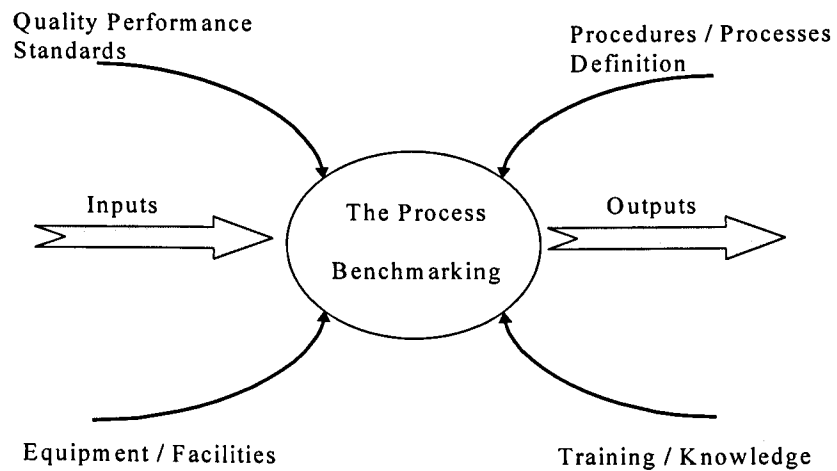 Quality Performance
Standards
Procedures / Processes
Definition
Inputs
The Process
Benchmarking
Outputs
Equipment / Facilities
Training / Knowledge